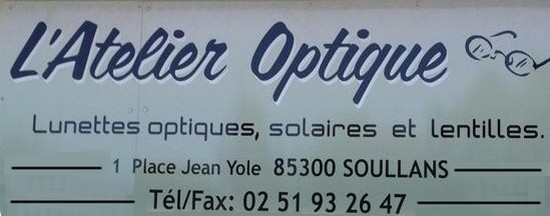 L'Atelier Optique
Lunettes optiques, solaires et lentilles.
1 Place Jean Yole 85300 SOULLANS
Tél/Fax: 02 51 93 26 47